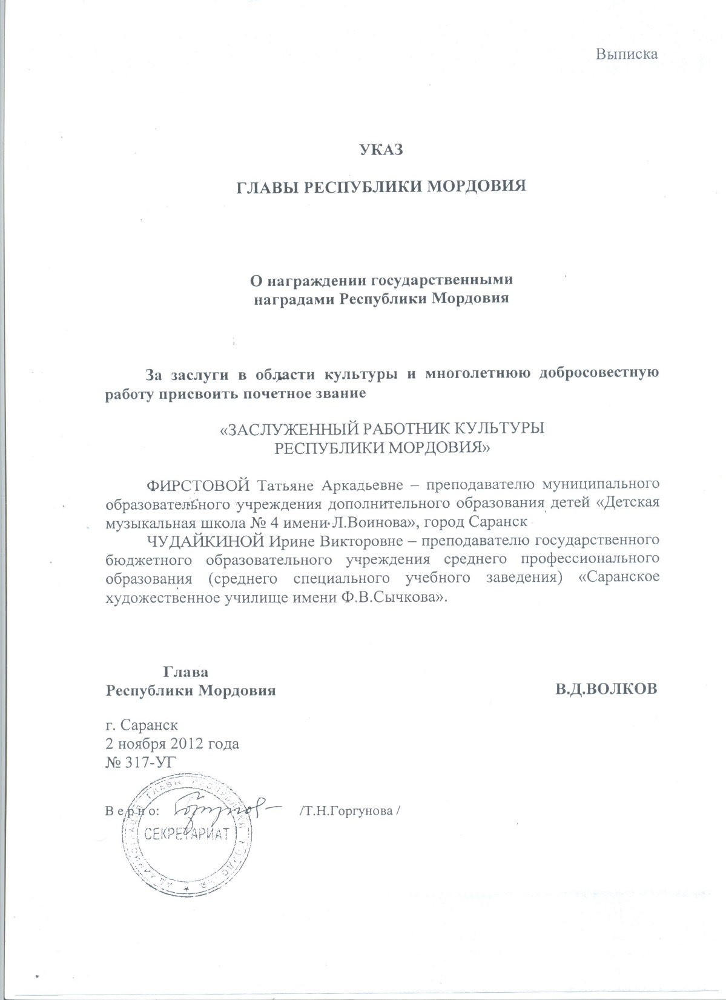 Выписка
УКАЗ
ГЛАВЫ РЕСПУБЛИКИ МОРДОВИЯ
О награждении государственными
наградами Республики Мордовия
За заслуги в области культуры и многолетнюю добросовестную
работу присвоить почетное звание
«ЗАСЛУЖЕННЫЙ РАБОТНИК КУЛЬТУРЫ
РЕСПУБЛИКИ МОРДОВИЯ»
ФИРСТОВОЙ Татьяне Аркадьевне – преподавателю муниципального
образовательного учреждения дополнительного образования детей «Детская
музыкальная школа № 4 имени Л.Воинова», город Саранск
ЧУДАЙКИНОЙ Ирине Викторовне – преподавателю государственного
бюджетного образовательного учреждения среднего профессионального
образования (среднего специального учебного заведения) «Саранское
художественное училище имени Ф.В.Сычкова».
Глава
Республики Мордовия В.Д.ВОЛКОВ
г. Саранск
2 ноября 2012 года
№ 317-УГ
В е р н о: /Т.Н.Горгунова /
СЕКРЕТАРИАТ
ГЛАВЫ РЕСПУБЛИКИ